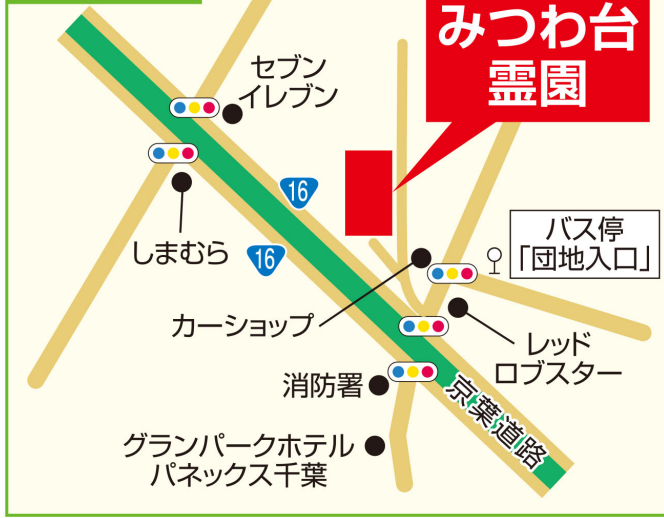 みつわ台
霊園
セブン
イレブン
16
16
しまむら
バス停
「団地入口」
カーショップ
レッド
ロブスター
消防署
京葉道路
グランパークホテル
パネックス千葉